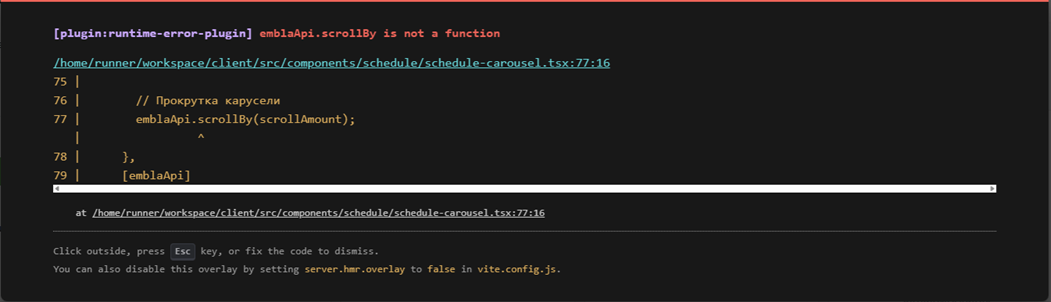 [plugin:runtime-error-plugin] emblaApi.scrollBy is not a function
/home/runner/workspace/client/src/components/schedule/schedule-carousel.tsx:77:16
75 |
76 |        // Прокрутка карусели
77 |        emblaApi.scrollBy(scrollAmount);
   |                 ^
78 |      },
79 |      [emblaApi]
at /home/runner/workspace/client/src/components/schedule/schedule-carousel.tsx:77:16
Click outside, press Esc key, or fix the code to dismiss.
You can also disable this overlay by setting server.hmr.overlay to false in vite.config.js.